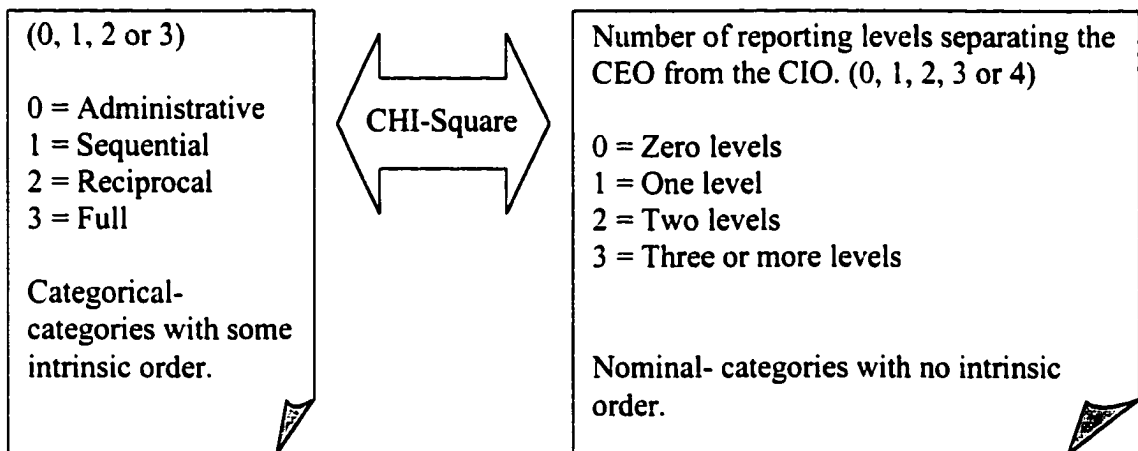 (0, 1, 2 or 3)
0 = Administrative
1 = Sequential
2 = Reciprocal
3 = Full
Categorical-
categories with some
intrinsic order.
CHI-Square
Number of reporting levels separating the
CEO from the CIO. (0, 1, 2, 3 or 4)
0 = Zero levels
1 = One level
2 = Two levels
3 = Three or more levels
Nominal- categories with no intrinsic
order.